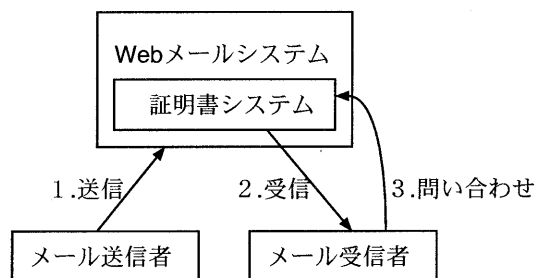 Webメールシステム
証明書システム
1.送信
2.受信
3.問い合わせ
メール送信者
メール受信者